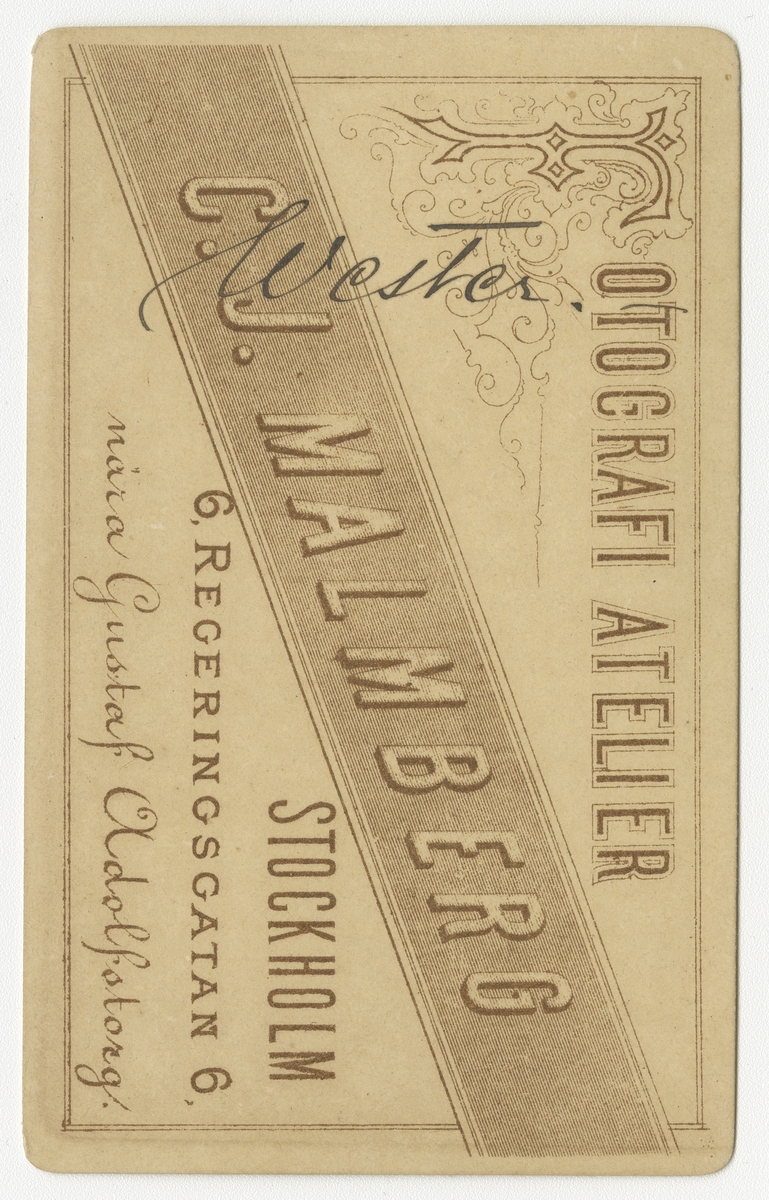 FOTOGRAFI ATELIER
C. J. MALMBERG
STOCKHOLM
6, REGERINGSGATAN 6,
nära Gustaf Adolfstorg.
Wester.